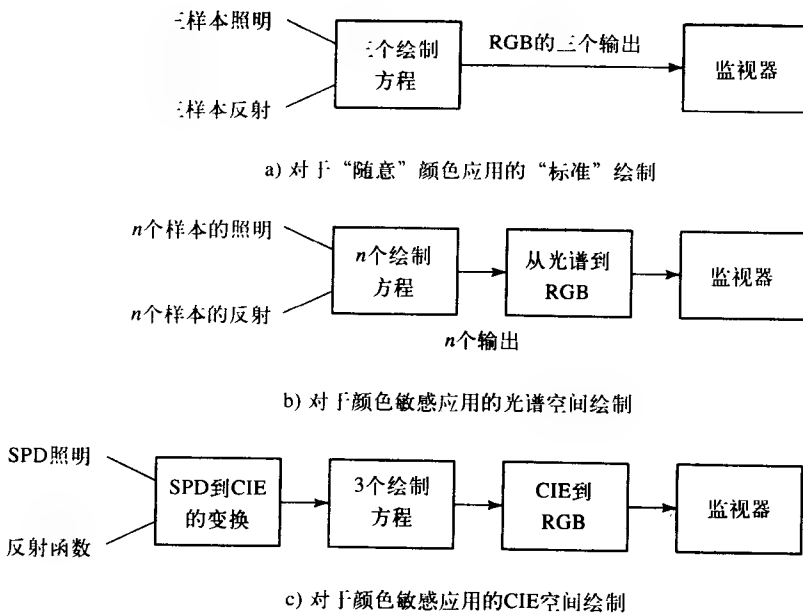 三样本照明
三样本反射
三个绘制
方程
RGB的三个输出
监视器
a) 对于“随意”颜色应用的“标准”绘制
n个样本的照明
n个样本的反射
n个绘制
方程
n个输出
从光谱到
RGB
监视器
b) 对于颜色敏感应用的光谱空间绘制
SPD照明
反射函数
SPD到CIE
的变换
3个绘制
方程
CIE到
RGB
监视器
c) 对于颜色敏感应用的CIE空间绘制